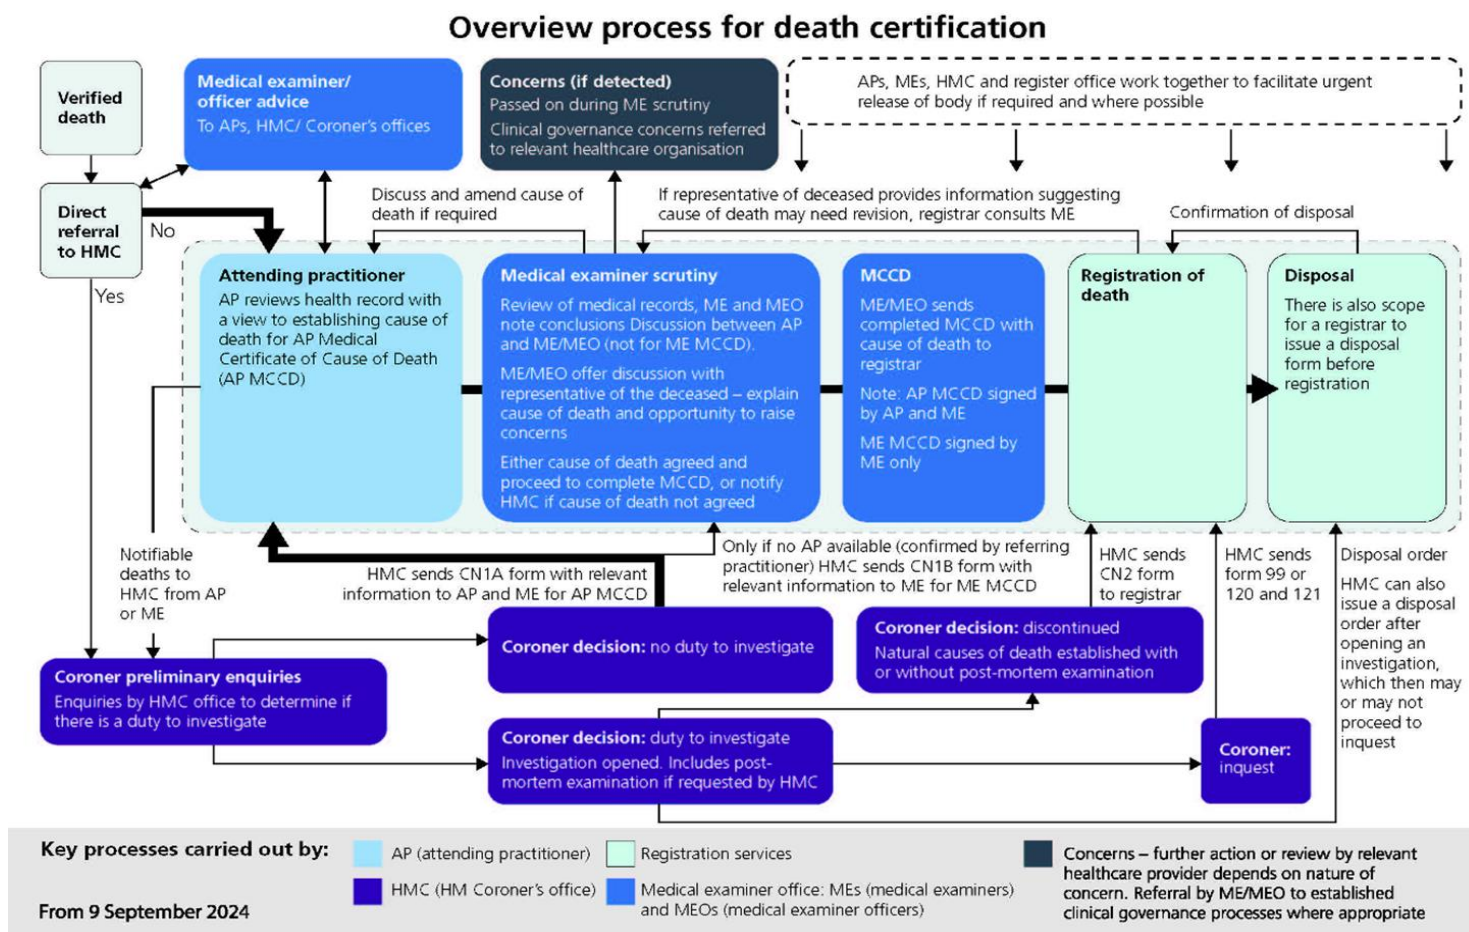 Overview process for death certification
Verified
death
Medical examiner/
officer advice
To APs, HMC/ Coroner's offices
Concerns (if detected)
Passed on during ME scrutiny
Clinical governance concerns referred
to relevant healthcare organisation
APs, MEs, HMC and register office work together to facilitate urgent
release of body if required and where possible
Direct
referral
to HMC
No
Yes
Discuss and amend cause of
death if required
If representative of deceased provides information suggesting
cause of death may need revision, registrar consults ME
Confirmation of disposal
Attending practitioner
AP reviews health record with
a view to establishing cause of
death for AP Medical
Certificate of Cause of Death
(AP MCCD)
Medical examiner scrutiny
Review of medical records, ME and MEO
note conclusions Discussion between AP
and ME/MEO (not for ME MCCD).
ME/MEO offer discussion with
representative of the deceased – explain
cause of death and opportunity to raise
concerns
Either cause of death agreed and
proceed to complete MCCD, or notify
HMC if cause of death not agreed
MCCD
ME/MEO sends
completed MCCD with
cause of death to
registrar
Note: AP MCCD signed
by AP and ME
ME MCCD signed by
ME only
Registration of
death
Disposal
There is also scope
for a registrar to
issue a disposal
form before
registration
Notifiable
deaths to
HMC from AP
or ME
HMC sends CN1A form with relevant
information to AP and ME for AP MCCD
Only if no AP available (confirmed by referring
practitioner) HMC sends CN1B form with
relevant information to ME for ME MCCD
HMC sends
CN2 form
to registrar
HMC sends
form 99 or
120 and 121
Disposal order
HMC can also
issue a disposal
order after
opening an
investigation,
which then may
or may not
proceed to
inquest
Coroner preliminary enquiries
Enquiries by HMC office to determine if
there is a duty to investigate
Coroner decision: no duty to investigate
Coroner decision: discontinued
Natural causes of death established with
or without post-mortem examination
Coroner decision: duty to investigate
Investigation opened. Includes post-
mortem examination if requested by HMC
Coroner:
inquest
Key processes carried out by:
AP (attending practitioner)
HMC (HM Coroner's office)
Registration services
Medical examiner office: MEs (medical examiners)
and MEOs (medical examiner officers)
Concerns – further action or review by relevant
healthcare provider depends on nature of
concern. Referral by ME/MEO to established
clinical governance processes where appropriate
From 9 September 2024